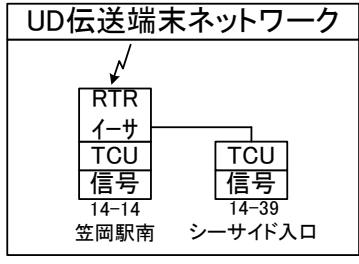 UD伝送端末ネットワーク
RTR
イーサ
TCU
信号
14-14
笠岡駅南
TCU
信号
14-39
シーサイド入口